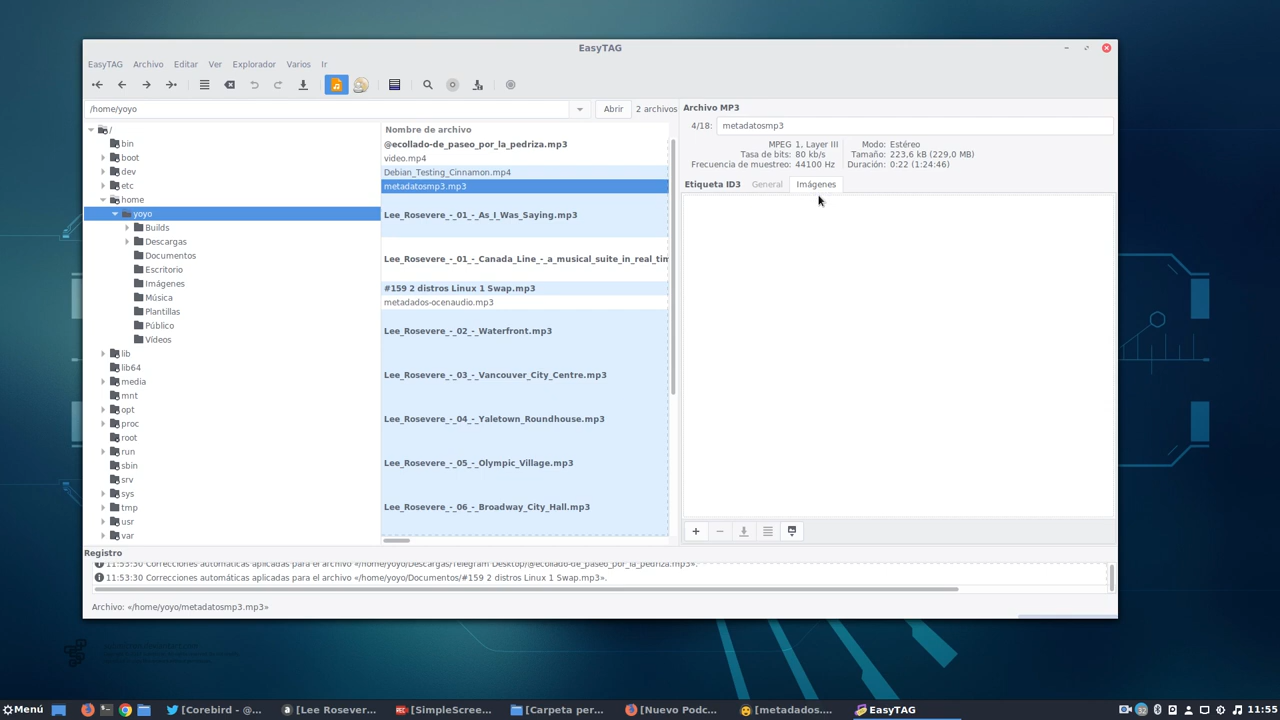 EasyTAG
EasyTAG Archivo Editar Ver Explorador Varios Ir
/home/yoyo
Abrir
2 archivos
/
bin
boot
dev
etc
home
yoyo
Builds
Descargas
Documentos
Escritorio
Imágenes
Música
Plantillas
Público
Vídeos
lib
lib64
media
mnt
opt
proc
root
run
sbin
srv
sys
tmp
usr
var
Nombre de archivo
@ecollado-de_paseo_por_la_pedriza.mp3
video.mp4
Debian_Testing_Cinnamon.mp4
metadatosmp3.mp3
Lee_Rosevere_-_01_-_As_I_Was_Saying.mp3
Lee_Rosevere_-_01_-_Canada_Line_-_a_musical_suite_in_real_tim
#159 2 distros Linux 1 Swap.mp3
metadados-ocenaudio.mp3
Lee_Rosevere_-_02_-_Waterfront.mp3
Lee_Rosevere_-_03_-_Vancouver_City_Centre.mp3
Lee_Rosevere_-_04_-_Yaletown_Roundhouse.mp3
Lee_Rosevere_-_05_-_Olympic_Village.mp3
Lee_Rosevere_-_06_-_Broadway_City_Hall.mp3
Archivo MP3
4/18: metadatosmp3
MPEG 1, Layer III Modo: Estéreo
Tasa de bits: 80 kb/s Tamaño: 223,6 kB (229,0 MB)
Frecuencia de muestreo: 44100 Hz Duración: 0:22 (1:24:46)
Etiqueta ID3 General Imágenes
Registro
11:53:30 Correcciones automáticas aplicadas para el archivo «/home/yoyo/Descargas/Telegram Desktop/@ecollado-de_paseo_por_la_pedriza.mp3».
11:53:30 Correcciones automáticas aplicadas para el archivo «/home/yoyo/Documentos/#159 2 distros Linux 1 Swap.mp3».
Archivo: «/home/yoyo/metadatosmp3.mp3»
Menú [Corebird - @... [Lee Rosever... [SimpleScree... [Carpeta per... [Nuevo Podc... [metadados.... EasyTAG 11:55